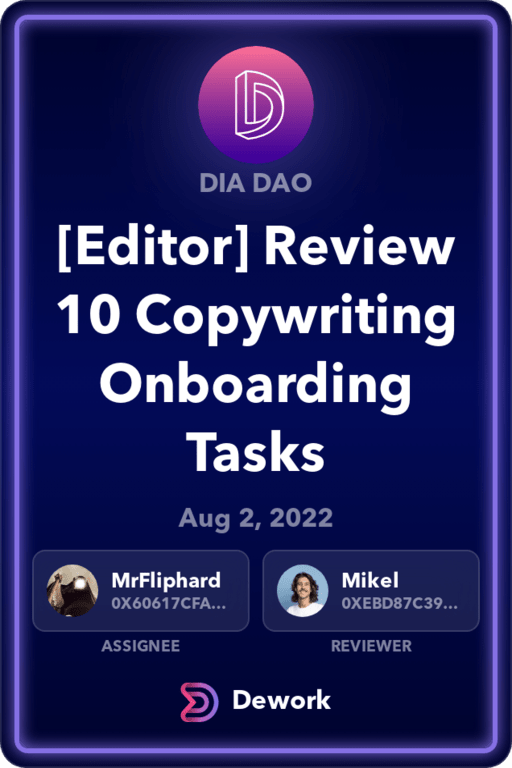 DIA DAO
[Editor] Review
10 Copywriting
Onboarding
Tasks
Aug 2, 2022
MrFliphard
0X60617CFA...
ASSIGNEE
Mikel
0XEBD87C39...
REVIEWER
Dework